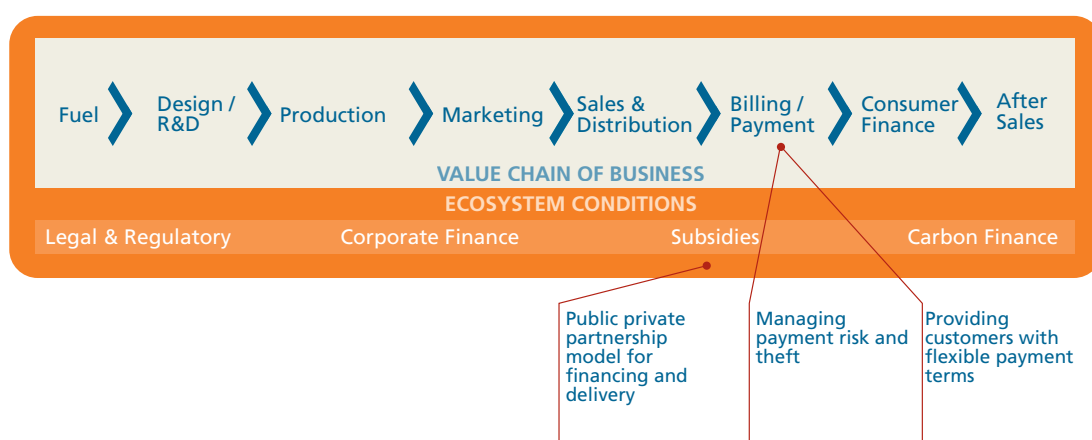 Fuel
Design /
R&D
Production
Marketing
Sales &
Distribution
Billing /
Payment
Consumer
Finance
After
Sales
VALUE CHAIN OF BUSINESS
ECOSYSTEM CONDITIONS
Legal & Regulatory
Corporate Finance
Subsidies
Carbon Finance
Public private
partnership
model for
financing and
delivery
Managing
payment risk and
theft
Providing
customers with
flexible payment
terms